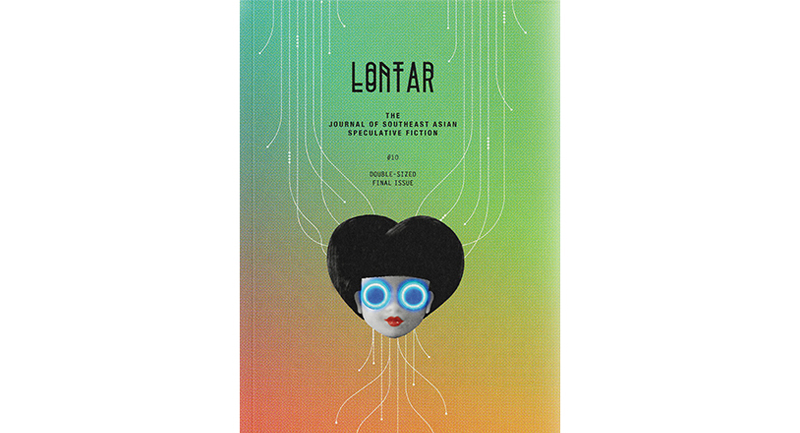 LONTAR
THE
JOURNAL OF SOUTHEAST ASIAN
SPECULATIVE FICTION
#10
DOUBLE-SIZED
FINAL ISSUE